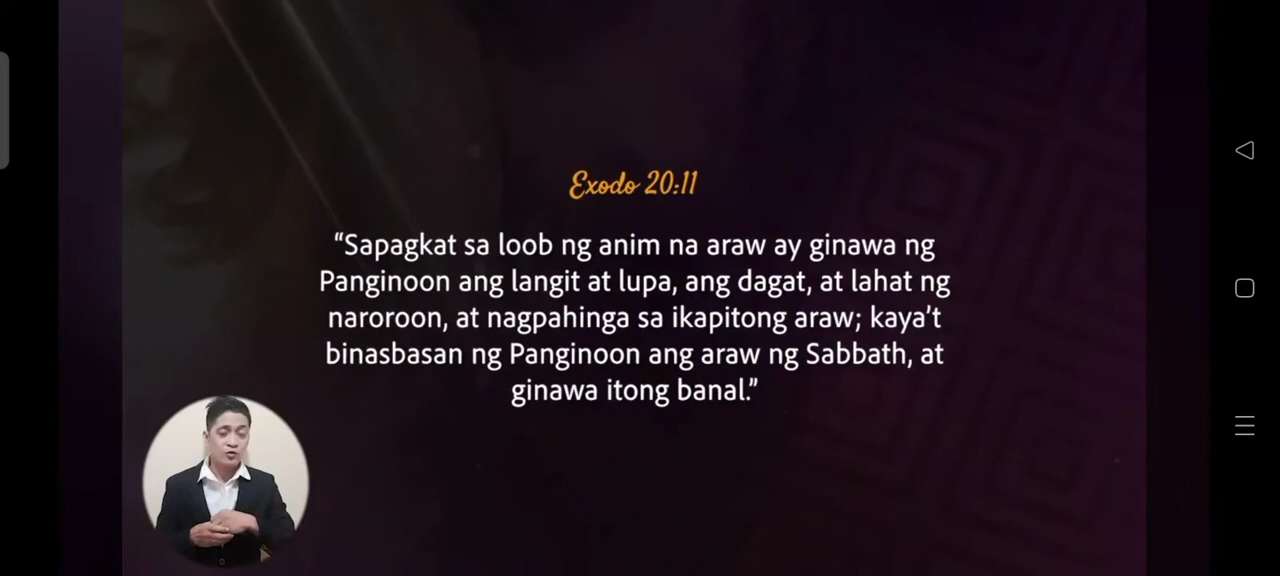 Exodo 20:11
“Sapagkat sa loob ng anim na araw ay ginawa ng
Panginoon ang langit at lupa, ang dagat, at lahat ng
naroroon, at nagpahinga sa ikapitong araw; kaya’t
binasbasan ng Panginoon ang araw ng Sabbath, at
ginawa itong banal.”